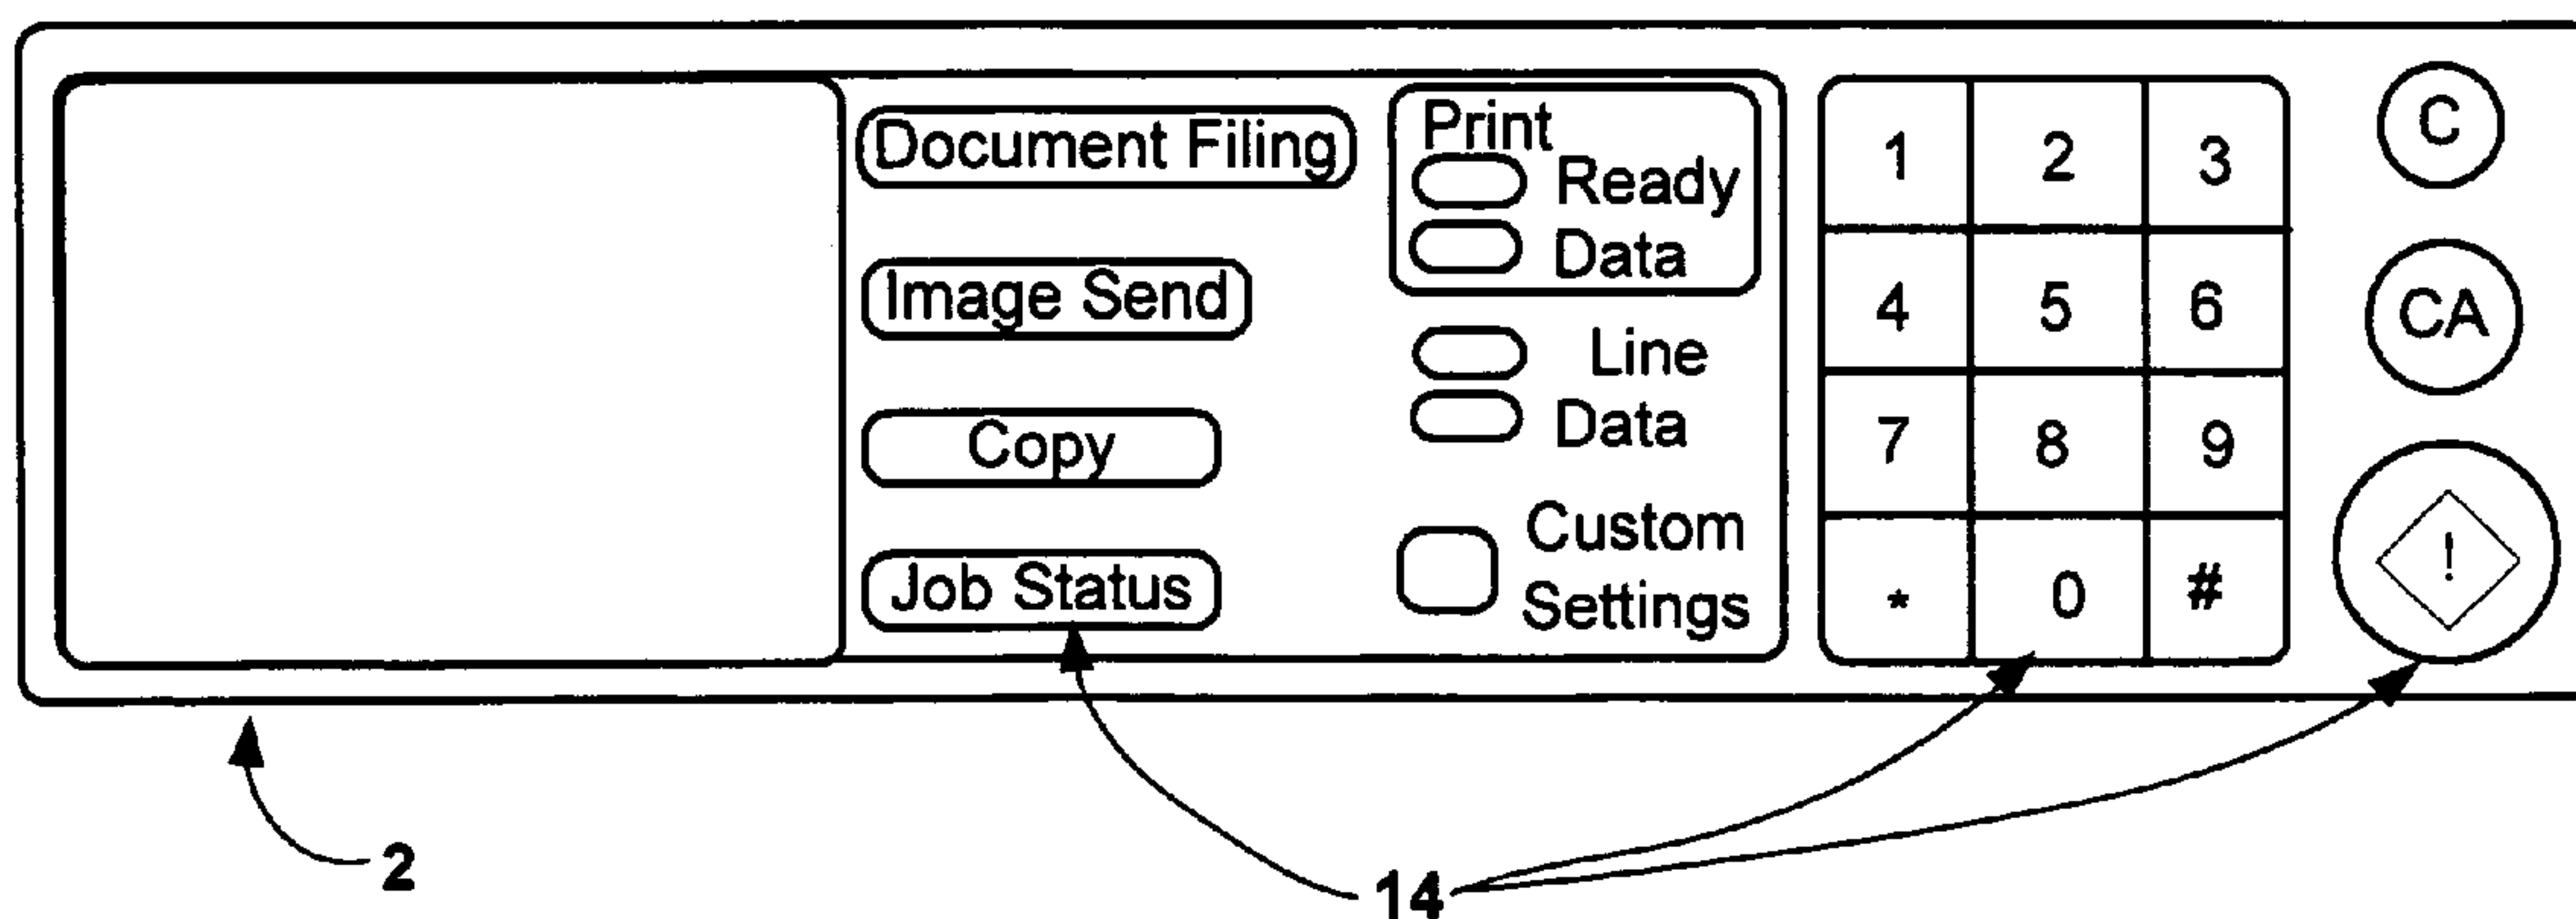 Document Filing
Image Send
Copy
Job Status
Print
Ready
Data
Line
Data
Custom
Settings
1 2 3
4 5 6
7 8 9
* 0 #
C
CA
!
2
14